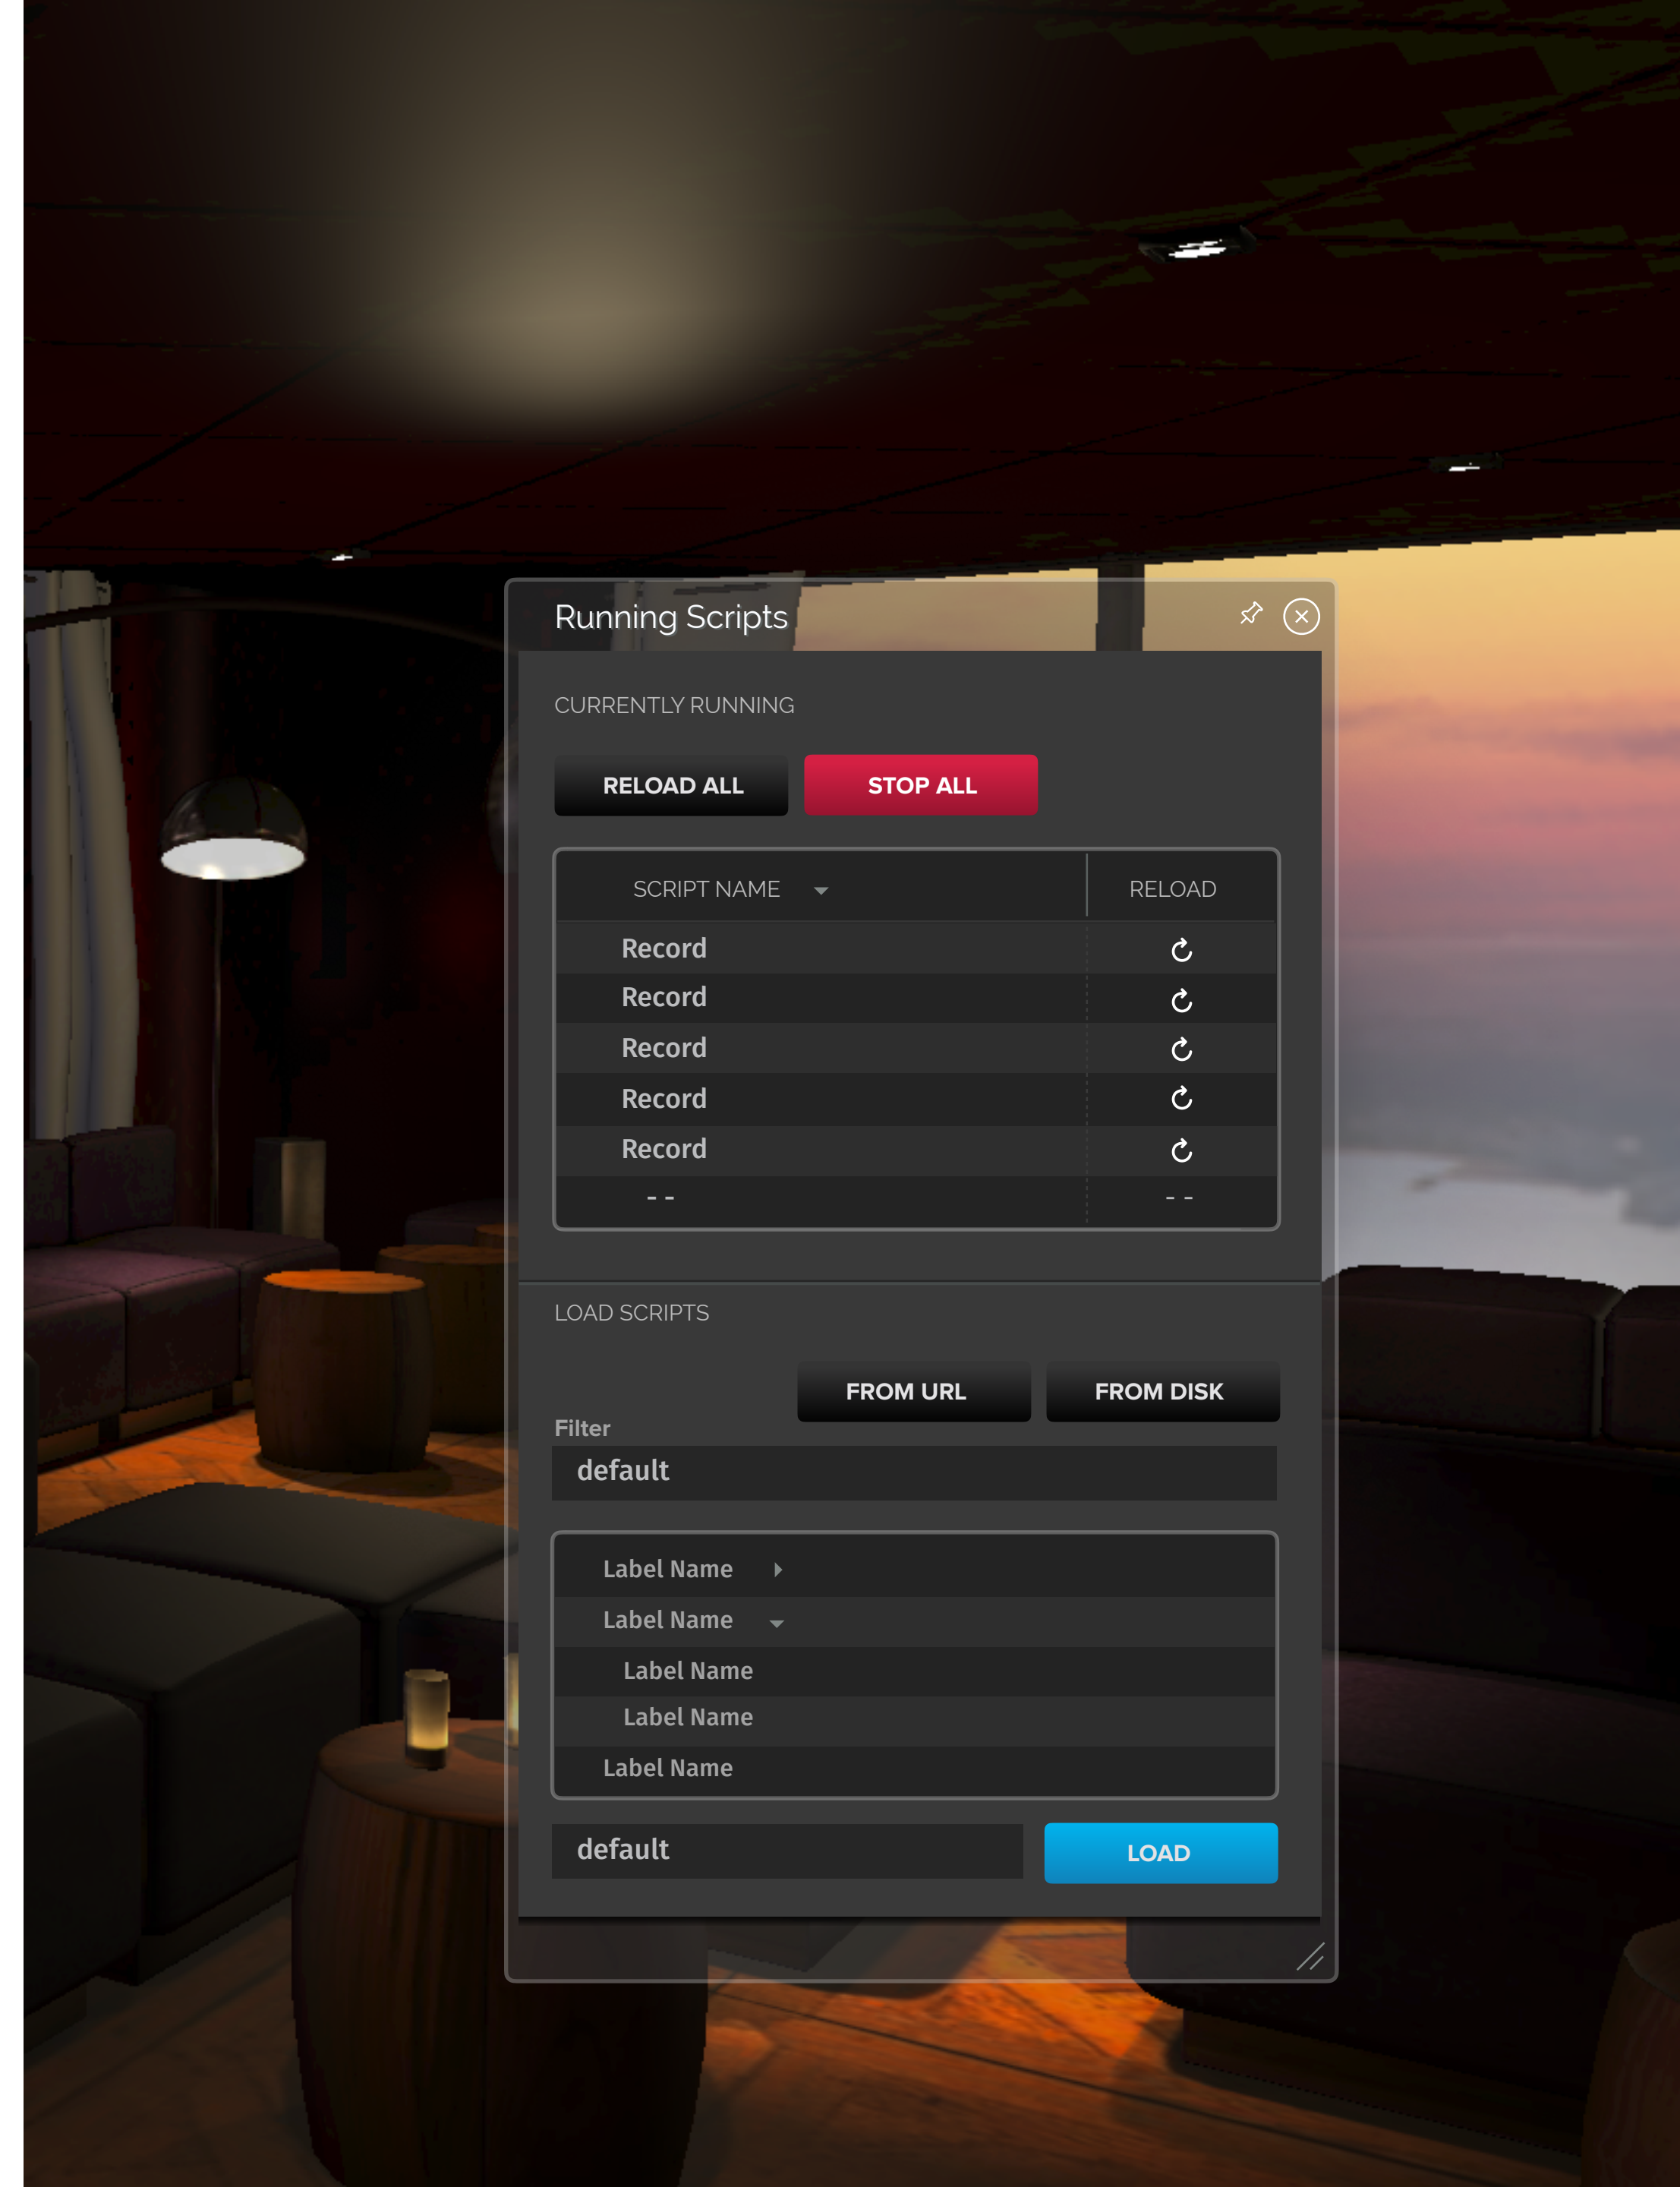 Running Scripts
CURRENTLY RUNNING
RELOAD ALL STOP ALL
SCRIPT NAME RELOAD
Record
Record
Record
Record
Record
-- --
LOAD SCRIPTS
FROM URL FROM DISK
Filter
default
Label Name
Label Name
Label Name
Label Name
Label Name
default LOAD